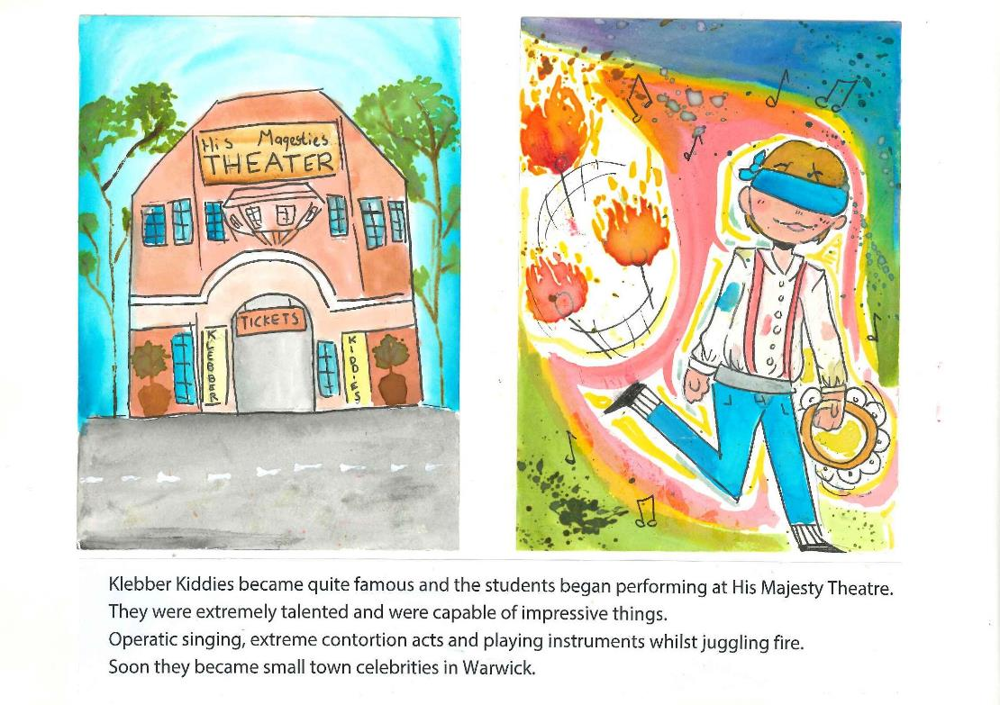 His Magesties
THEATER
TICKETS
KLEBBER
KIDDIES
Klebber Kiddies became quite famous and the students began performing at His Majesty Theatre.
They were extremely talented and were capable of impressive things.
Operatic singing, extreme contortion acts and playing instruments whilst juggling fire.
Soon they became small town celebrities in Warwick.